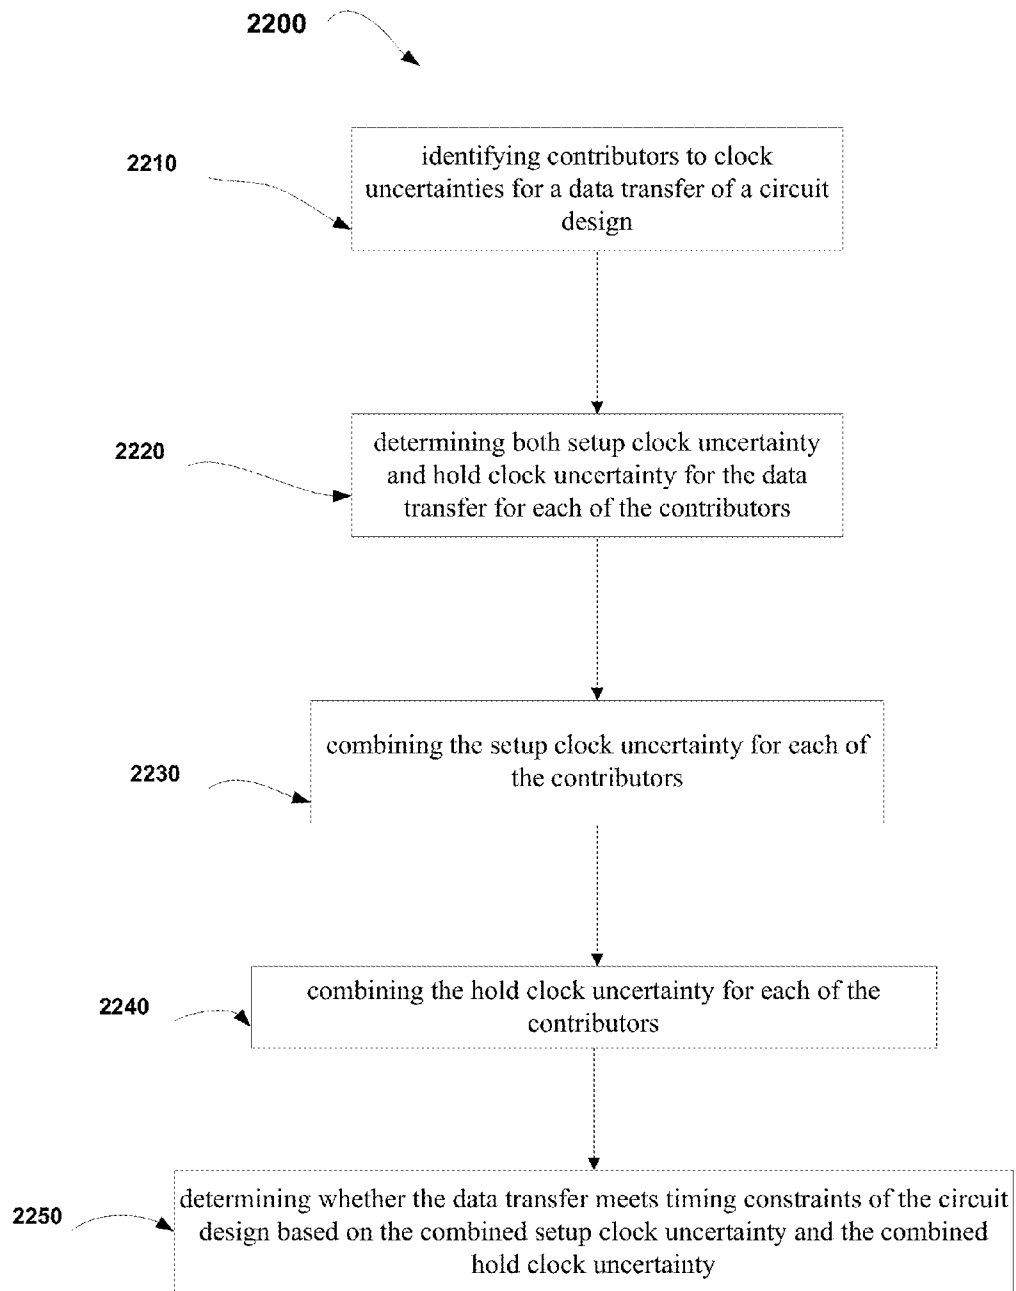 2200
2210
identifying contributors to clock
uncertainties for a data transfer of a circuit
design
2220
determining both setup clock uncertainty
and hold clock uncertainty for the data
transfer for each of the contributors
2230
combining the setup clock uncertainty for each of
the contributors
2240
combining the hold clock uncertainty for each of the
contributors
2250
determining whether the data transfer meets timing constraints of the circuit
design based on the combined setup clock uncertainty and the combined
hold clock uncertainty